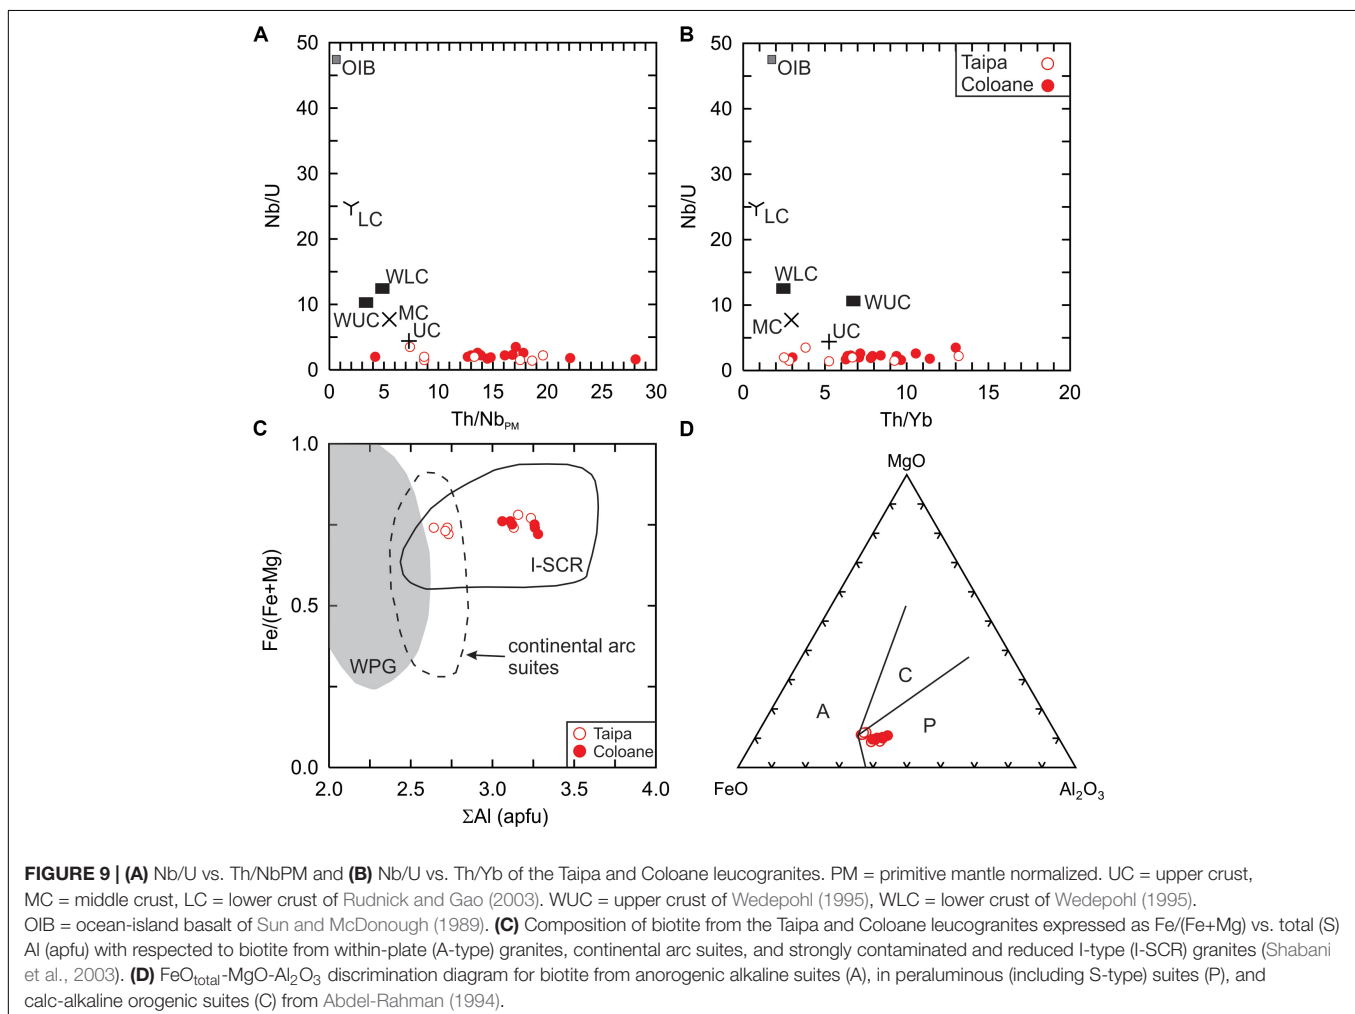 A
50
40
30
20
10
0
Nb/U
OIB
LC
WLC
WUC
MC
UC
0 5 10 15 20 25 30
Th/Nb_PM
B
50
40
30
20
10
0
Nb/U
OIB
Taipa
Coloane
LC
WLC
WUC
MC
UC
0 5 10 15 20
Th/Yb
C
1.0
0.5
0.0
Fe/(Fe+Mg)
I-SCR
WPG
continental arc
suites
Taipa
Coloane
2.0 2.5 3.0 3.5 4.0
ΣAl (apfu)
D
MgO
C
A
P
FeO
Al₂O₃
FIGURE 9 | (A) Nb/U vs. Th/NbPM and (B) Nb/U vs. Th/Yb of the Taipa and Coloane leucogranites. PM = primitive mantle normalized. UC = upper crust,
MC = middle crust, LC = lower crust of Rudnick and Gao (2003). WUC = upper crust of Wedepohl (1995), WLC = lower crust of Wedepohl (1995).
OIB = ocean-island basalt of Sun and McDonough (1989). (C) Composition of biotite from the Taipa and Coloane leucogranites expressed as Fe/(Fe+Mg) vs. total (S)
Al (apfu) with respected to biotite from within-plate (A-type) granites, continental arc suites, and strongly contaminated and reduced I-type (I-SCR) granites (Shabani
et al., 2003). (D) FeO_total-MgO-Al₂O₃ discrimination diagram for biotite from anorogenic alkaline suites (A), in peraluminous (including S-type) suites (P), and
calc-alkaline orogenic suites (C) from Abdel-Rahman (1994).